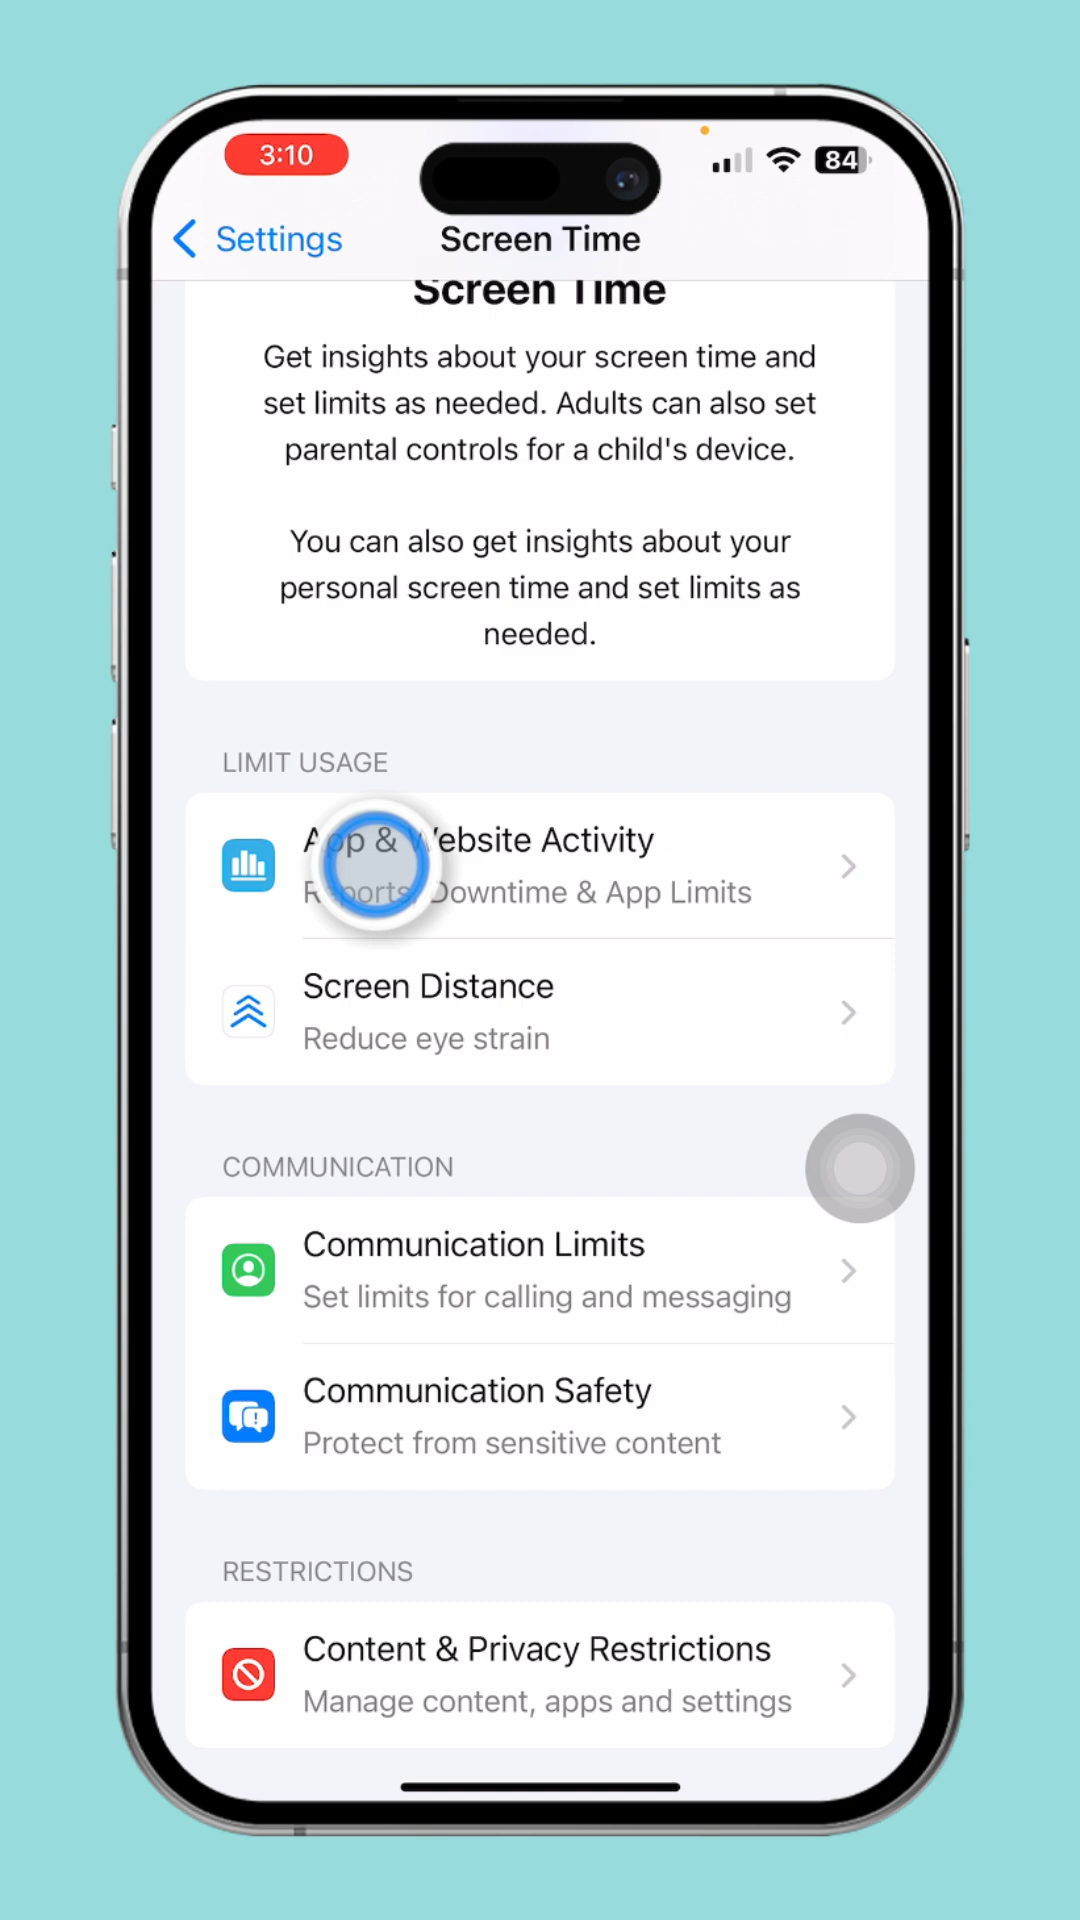 3:10
84
Settings
Screen Time
Screen Time
Get insights about your screen time and
set limits as needed. Adults can also set
parental controls for a child's device.
You can also get insights about your
personal screen time and set limits as
needed.
LIMIT USAGE
App & Website Activity
Reports, Downtime & App Limits
Screen Distance
Reduce eye strain
COMMUNICATION
Communication Limits
Set limits for calling and messaging
Communication Safety
Protect from sensitive content
RESTRICTIONS
Content & Privacy Restrictions
Manage content, apps and settings